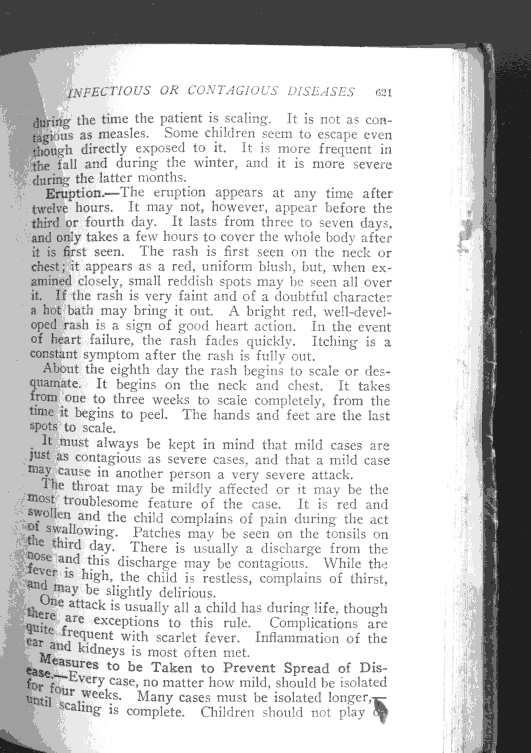 INFECTIOUS OR CONTAGIOUS DISEASES 621
during the time the patient is scaling. It is not as con-
tagious as measles. Some children seem to escape even
though directly exposed to it. It is more frequent in
the fall and during the winter, and it is more severe
during the latter months.
Eruption.—The eruption appears at any time after
twelve hours. It may not, however, appear before the
third or fourth day. It lasts from three to seven days,
and only takes a few hours to cover the whole body after
it is first seen. The rash is first seen on the neck or
chest; it appears as a red, uniform blush, but, when ex-
amined closely, small reddish spots may be seen all over
it. If the rash is very faint and of a doubtful character
a hot bath may bring it out. A bright red, well-devel-
oped rash is a sign of good heart action. In the event
of heart failure, the rash fades quickly. Itching is a
constant symptom after the rash is fully out.
About the eighth day the rash begins to scale or des-
quamate. It begins on the neck and chest. It takes
from one to three weeks to scale completely, from the
time it begins to peel. The hands and feet are the last
spots to scale.
It must always be kept in mind that mild cases are
just as contagious as severe cases, and that a mild case
may cause in another person a very severe attack.
The throat may be mildly affected or it may be the
most troublesome feature of the case. It is red and
swollen and the child complains of pain during the act
of swallowing. Patches may be seen on the tonsils on
the third day. There is usually a discharge from the
nose and this discharge may be contagious. While the
fever is high, the child is restless, complains of thirst,
and may be slightly delirious.
One attack is usually all a child has during life, though
there are exceptions to this rule. Complications are
quite frequent with scarlet fever. Inflammation of the
ear and kidneys is most often met.
Measures to be Taken to Prevent Spread of Dis-
ease.—Every case, no matter how mild, should be isolated
for four weeks. Many cases must be isolated longer,—
until scaling is complete. Children should not play